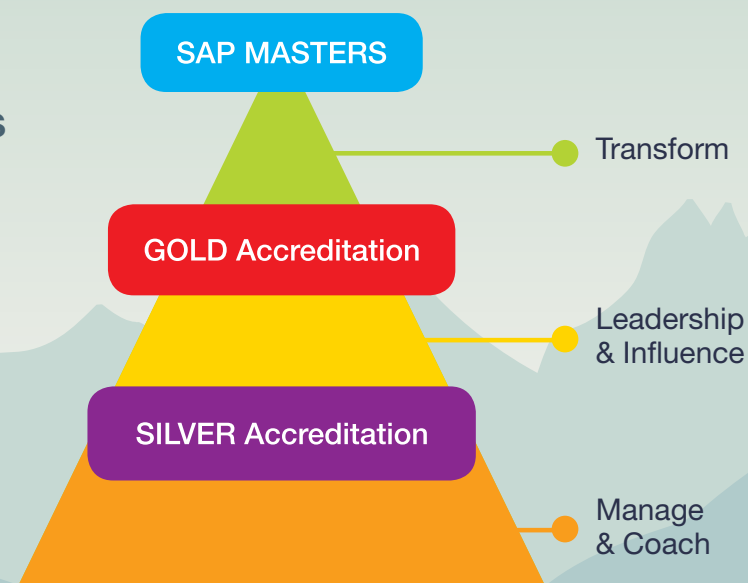 SAP MASTERS
Transform
GOLD Accreditation
Leadership
& Influence
SILVER Accreditation
Manage
& Coach